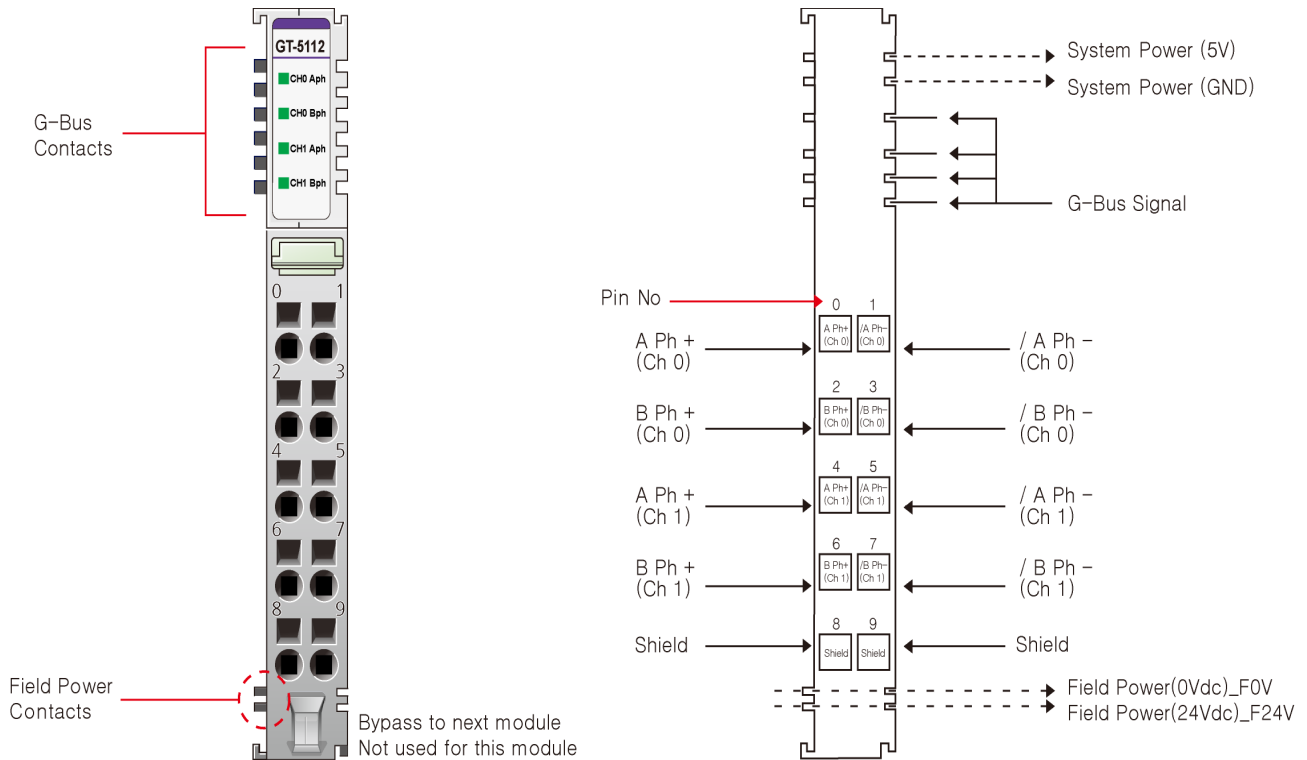 GT-5112
CH0 Aph
CH0 Bph
CH1 Aph
CH1 Bph
G-Bus
Contacts
0 1
2 3
4 5
6 7
8 9
Field Power
Contacts
Bypass to next module
Not used for this module
System Power (5V)
System Power (GND)
G-Bus Signal
Pin No
0 1
A Ph +
(Ch 0)
A Ph+
(Ch 0)
/A Ph-
(Ch 0)
/ A Ph -
(Ch 0)
2 3
B Ph +
(Ch 0)
B Ph+
(Ch 0)
/B Ph-
(Ch 0)
/ B Ph -
(Ch 0)
4 5
A Ph +
(Ch 1)
A Ph+
(Ch 1)
/A Ph-
(Ch 1)
/ A Ph -
(Ch 1)
6 7
B Ph +
(Ch 1)
B Ph+
(Ch 1)
/B Ph-
(Ch 1)
/ B Ph -
(Ch 1)
8 9
Shield
Shield
Shield
Shield
Field Power(0Vdc)_F0V
Field Power(24Vdc)_F24V